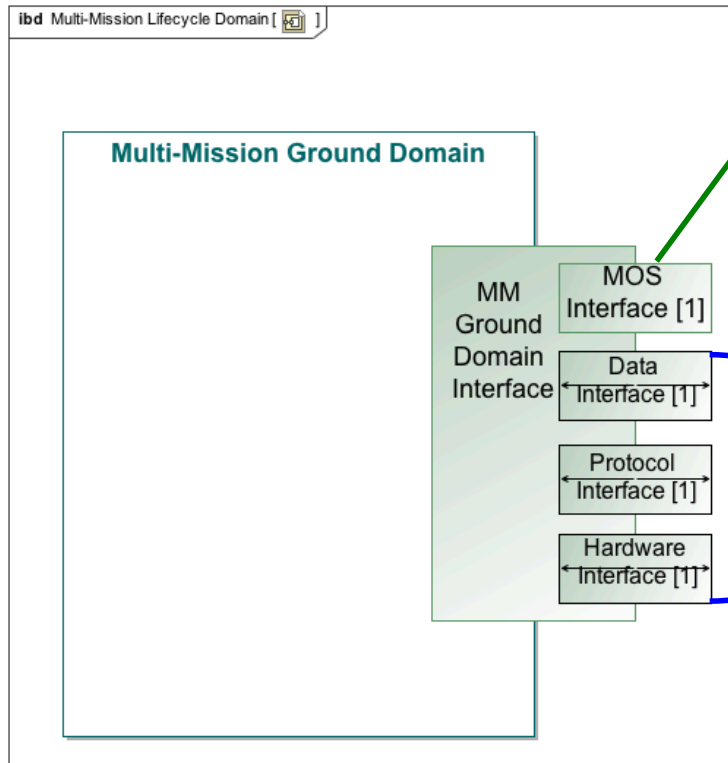 ibd Multi-Mission Lifecycle Domain [ ]
Multi-Mission Ground Domain
MM
Ground
Domain
Interface
MOS
Interface [1]
Data
Interface [1]
Protocol
Interface [1]
Hardware
Interface [1]